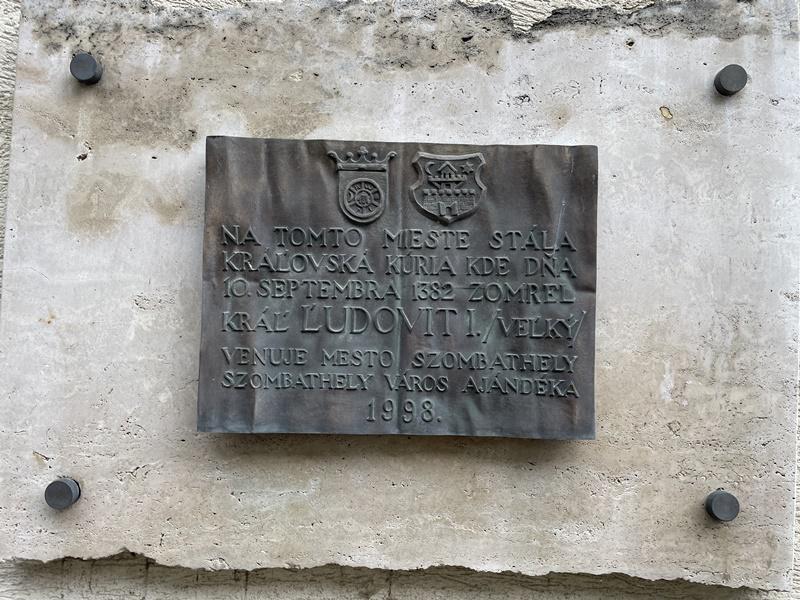 NA TOMTO MIESTE STÁLA
KRÁĽOVSKÁ KÚRIA KDE DŇA
10. SEPTEMBRA 1382 ZOMREL
KRÁĽ ĽUDOVIT I. /VEĽKÝ/
VENUJE MESTO SZOMBATHELY
SZOMBATHELY VÁROS AJÁNDÉKA
1998.